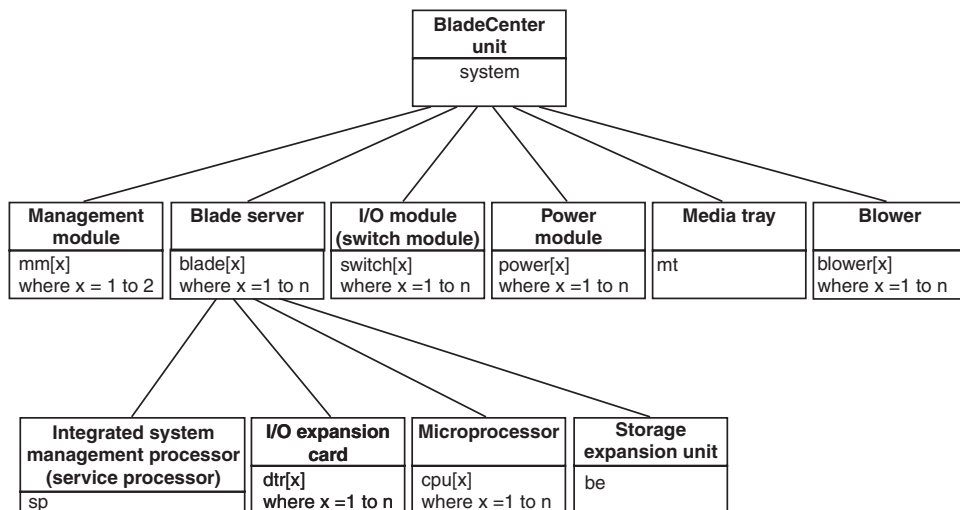 BladeCenter
unit
system
Management
module
mm[x]
where x = 1 to 2
Blade server
blade[x]
where x =1 to n
I/O module
(switch module)
switch[x]
where x =1 to n
Power
module
power[x]
where x =1 to n
Media tray
mt
Blower
blower[x]
where x =1 to n
Integrated system
management processor
(service processor)
sp
I/O expansion
card
dtr[x]
where x =1 to n
Microprocessor
cpu[x]
where x =1 to n
Storage
expansion unit
be